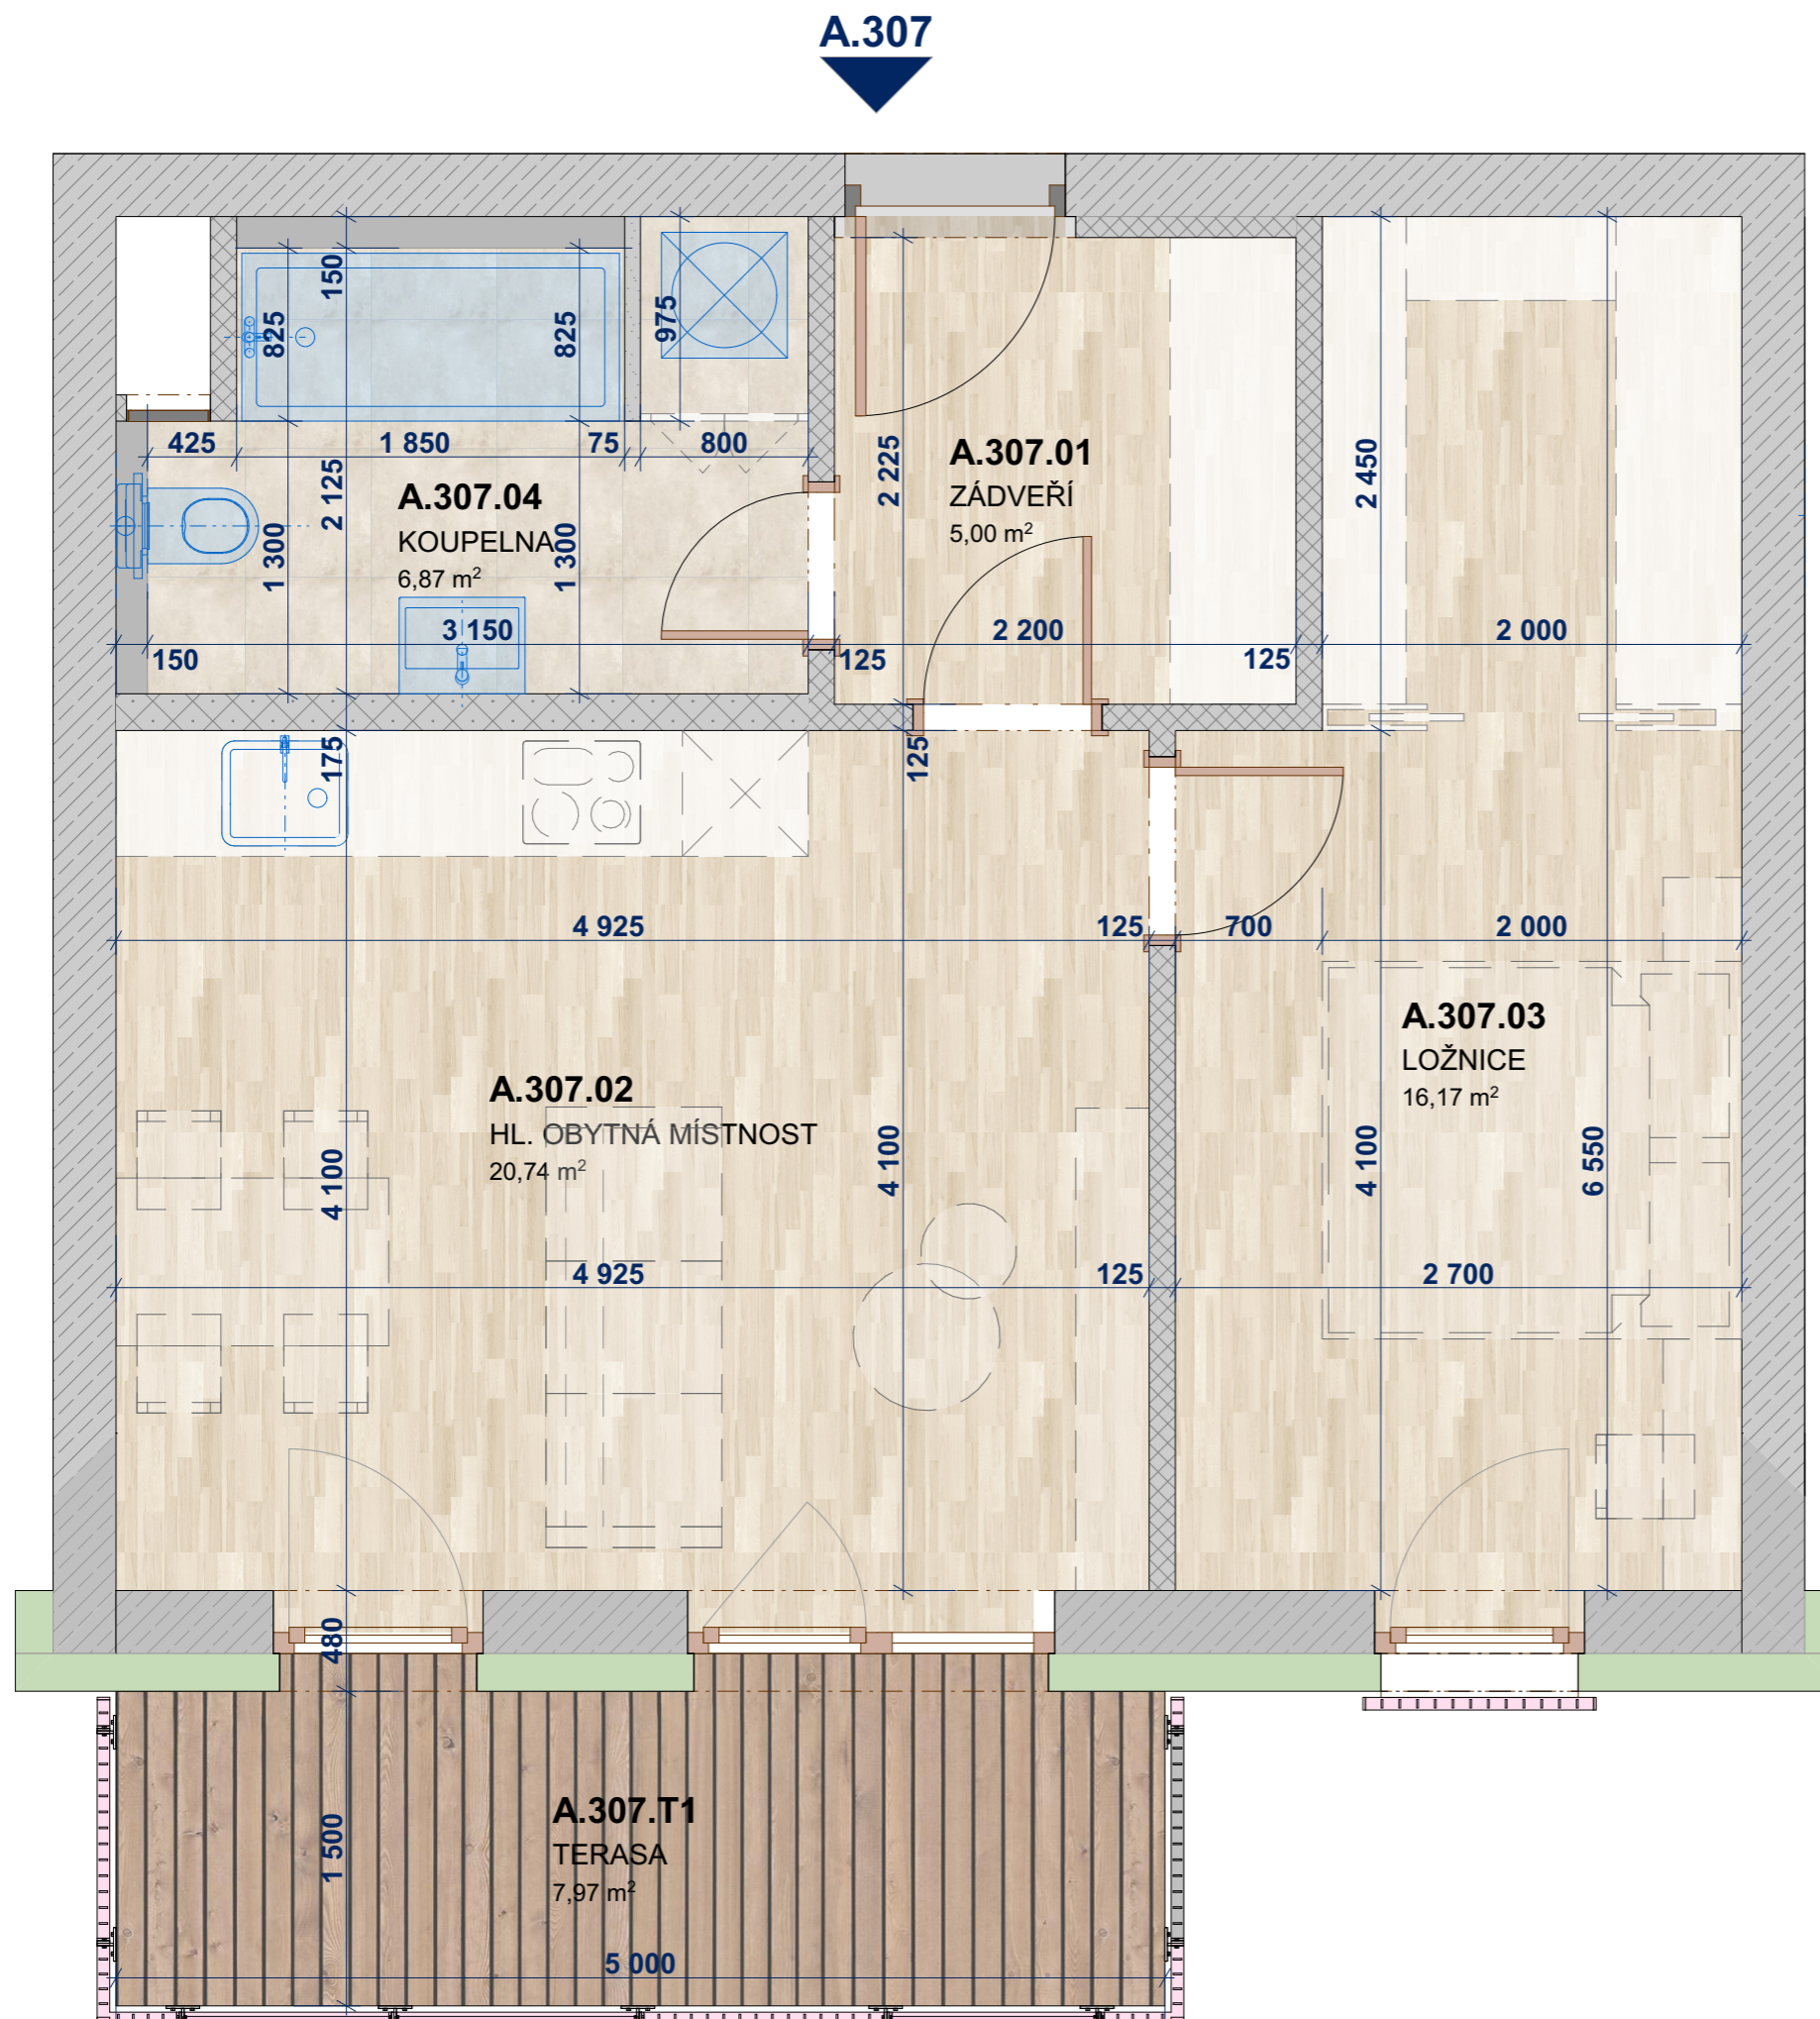 A.307
150
825
825
975
425
1 850
75
800
2 125
1 300
1 300
A.307.04
KOUPELNA
6,87 m²
3 150
150
125
2 225
A.307.01
ZÁDVEŘÍ
5,00 m²
2 200
125
2 450
2 000
175
125
4 925
125
700
2 000
A.307.03
LOŽNICE
16,17 m²
A.307.02
HL. OBYTNÁ MÍSTNOST
20,74 m²
4 100
4 100
4 100
6 550
4 925
125
2 700
480
1 500
A.307.T1
TERASA
7,97 m²
5 000